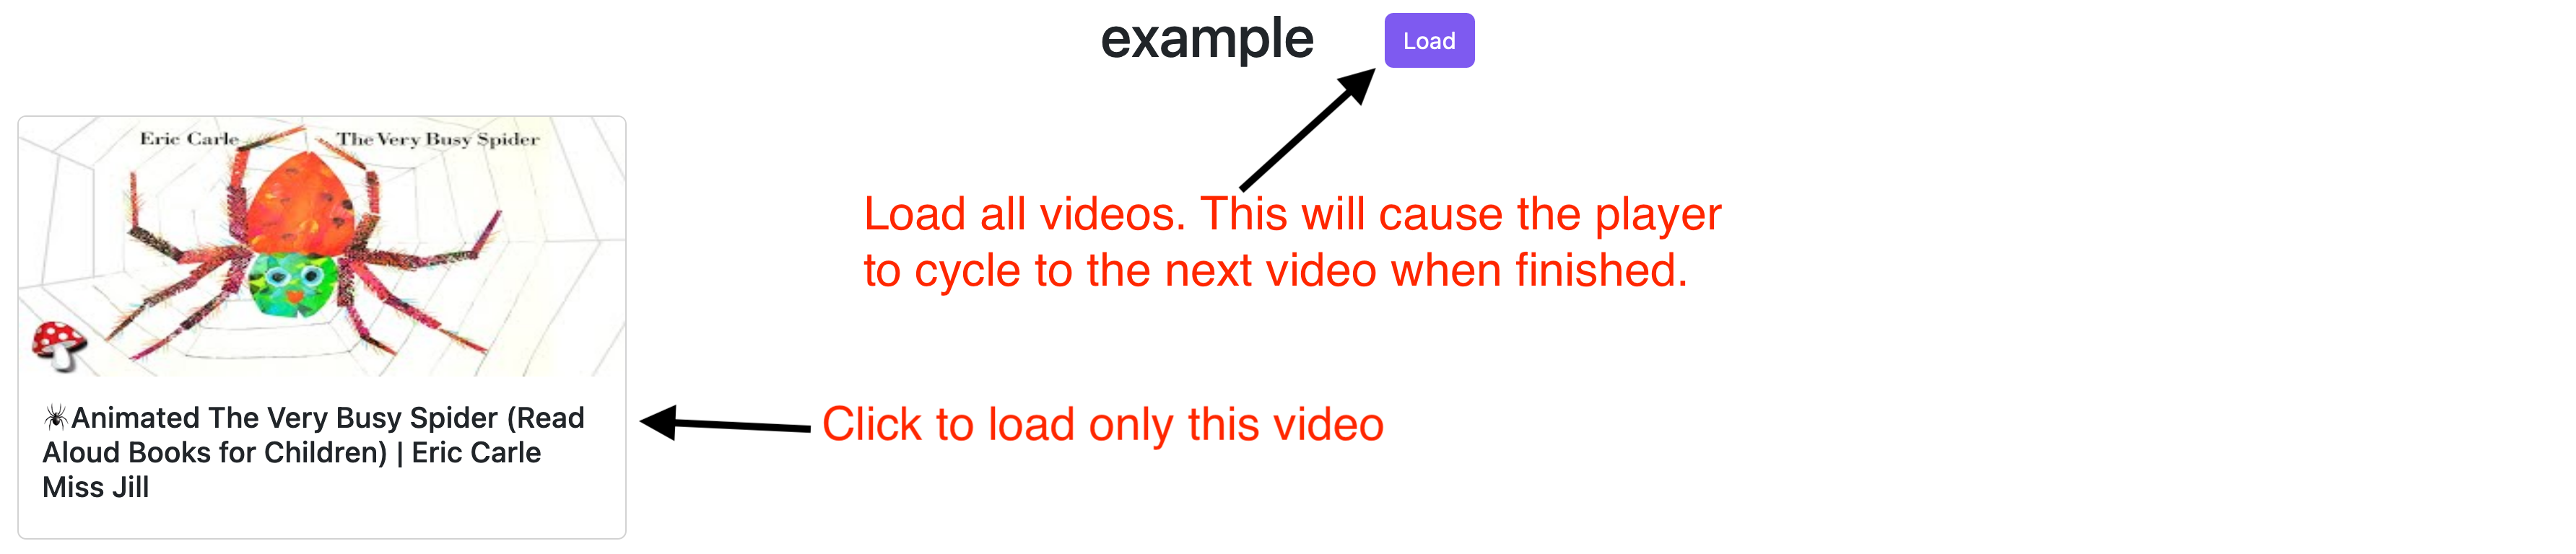 example
Load
Eric Carle
The Very Busy Spider
Load all videos. This will cause the player
to cycle to the next video when finished.
🕷Animated The Very Busy Spider (Read
Aloud Books for Children) | Eric Carle
Miss Jill
Click to load only this video